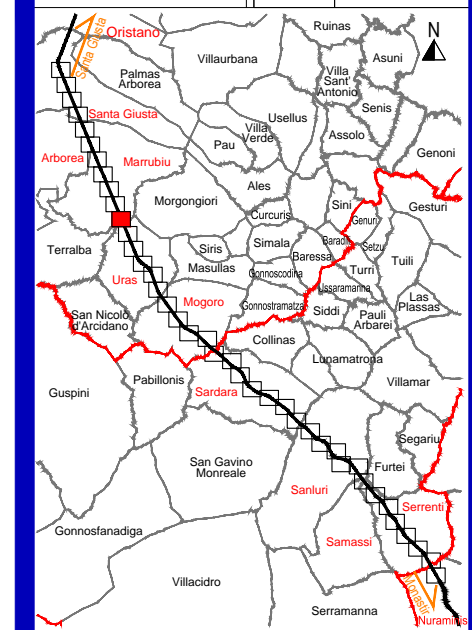 Ruinas
N
Oristano
Santa Giusta
Villaurbana
Asuni
Palmas
Arborea
Villa
Sant'
Antonio
Senis
Santa Giusta
Usellus
Villa
Verde
Assolo
Pau
Genoni
Arborea
Marrubiu
Ales
Morgongiori
Curcuris
Sini
Gesturi
Genuri
Terralba
Siris
Simala
Baradili
Setzu
Masullas
Baressa
Tuili
Gonnoscodina
Turri
Uras
Ussaramanna
Mogoro
Gonnostramatza
Siddi
Las
Plassas
San Nicolò
d'Arcidano
Pauli
Arbarei
Collinas
Lunamatrona
Guspini
Pabillonis
Sardara
Villamar
Segariu
San Gavino
Monreale
Furtei
Sanluri
Serrenti
Gonnosfanadiga
Samassi
Villacidro
Monastir
Serramanna
Nuraminis